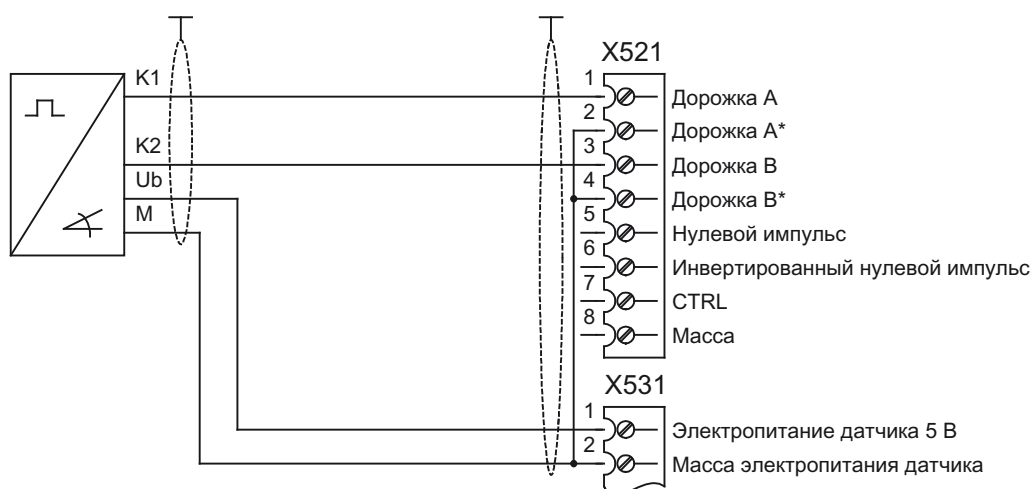 X521
K1
1
Дорожка A
2
Дорожка A*
K2
3
Дорожка B
Ub
4
Дорожка B*
M
5
Нулевой импульс
6
Инвертированный нулевой импульс
7
CTRL
8
Масса
X531
1
Электропитание датчика 5 В
2
Масса электропитания датчика